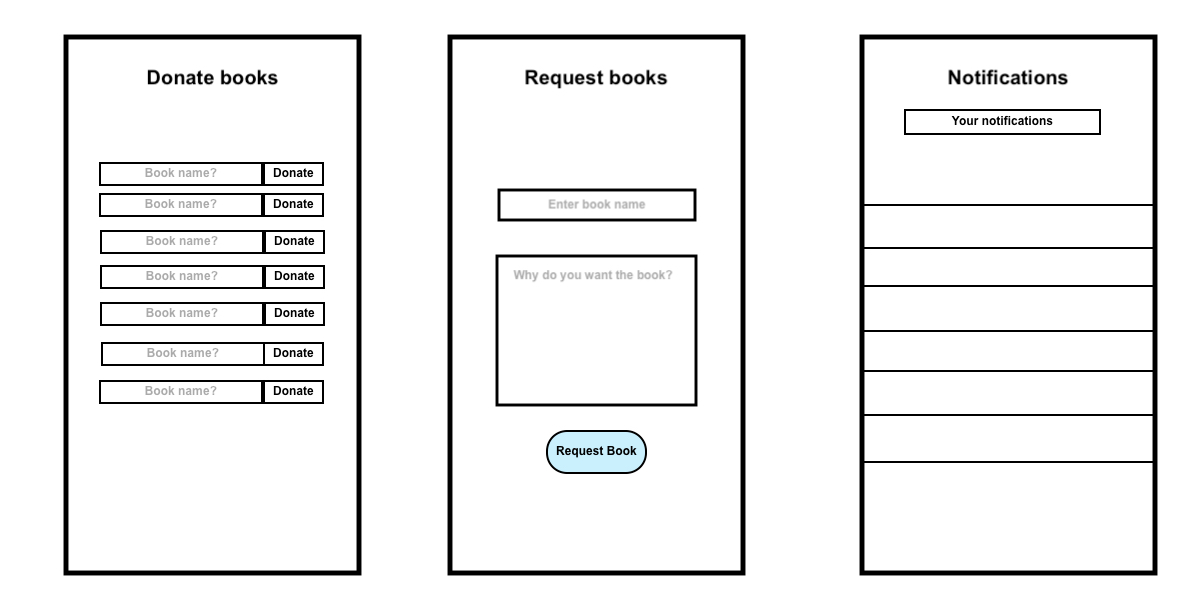 Donate books
Book name? Donate
Book name? Donate
Book name? Donate
Book name? Donate
Book name? Donate
Book name? Donate
Book name? Donate
Request books
Enter book name
Why do you want the book?
Request Book
Notifications
Your notifications